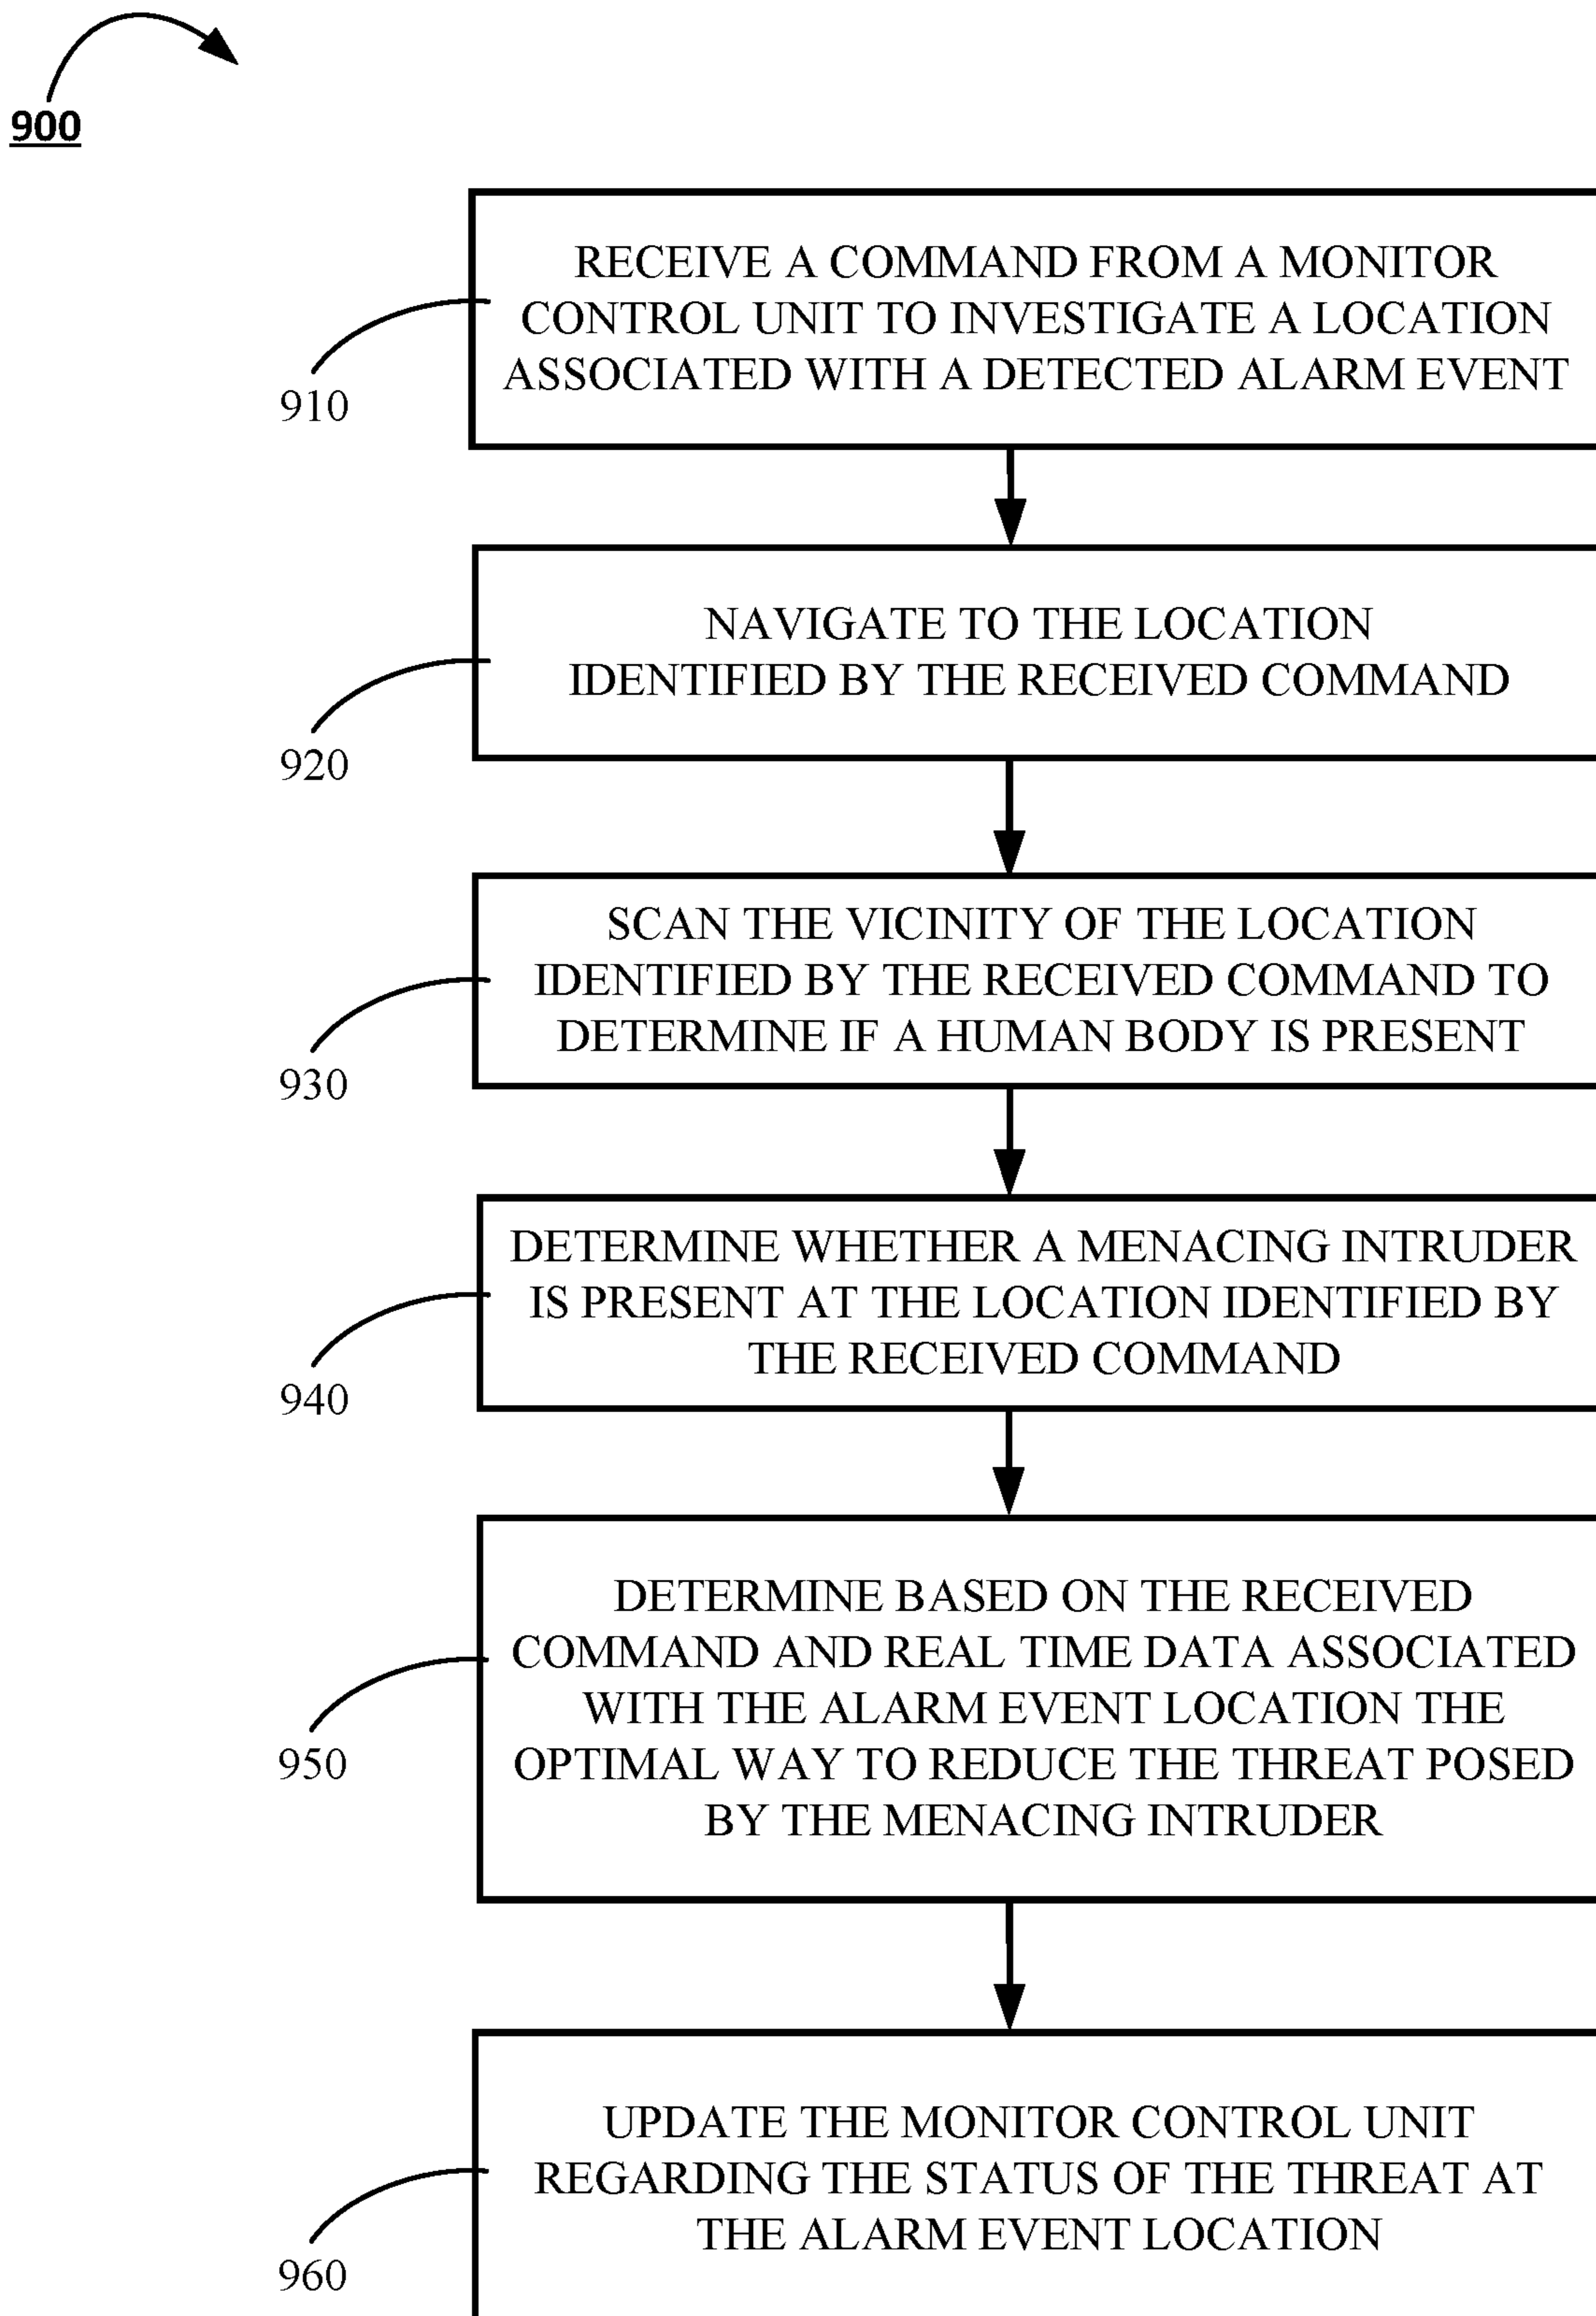 900
RECEIVE A COMMAND FROM A MONITOR
CONTROL UNIT TO INVESTIGATE A LOCATION
ASSOCIATED WITH A DETECTED ALARM EVENT
910
NAVIGATE TO THE LOCATION
IDENTIFIED BY THE RECEIVED COMMAND
920
SCAN THE VICINITY OF THE LOCATION
IDENTIFIED BY THE RECEIVED COMMAND TO
DETERMINE IF A HUMAN BODY IS PRESENT
930
DETERMINE WHETHER A MENACING INTRUDER
IS PRESENT AT THE LOCATION IDENTIFIED BY
THE RECEIVED COMMAND
940
DETERMINE BASED ON THE RECEIVED
COMMAND AND REAL TIME DATA ASSOCIATED
WITH THE ALARM EVENT LOCATION THE
OPTIMAL WAY TO REDUCE THE THREAT POSED
BY THE MENACING INTRUDER
950
UPDATE THE MONITOR CONTROL UNIT
REGARDING THE STATUS OF THE THREAT AT
THE ALARM EVENT LOCATION
960